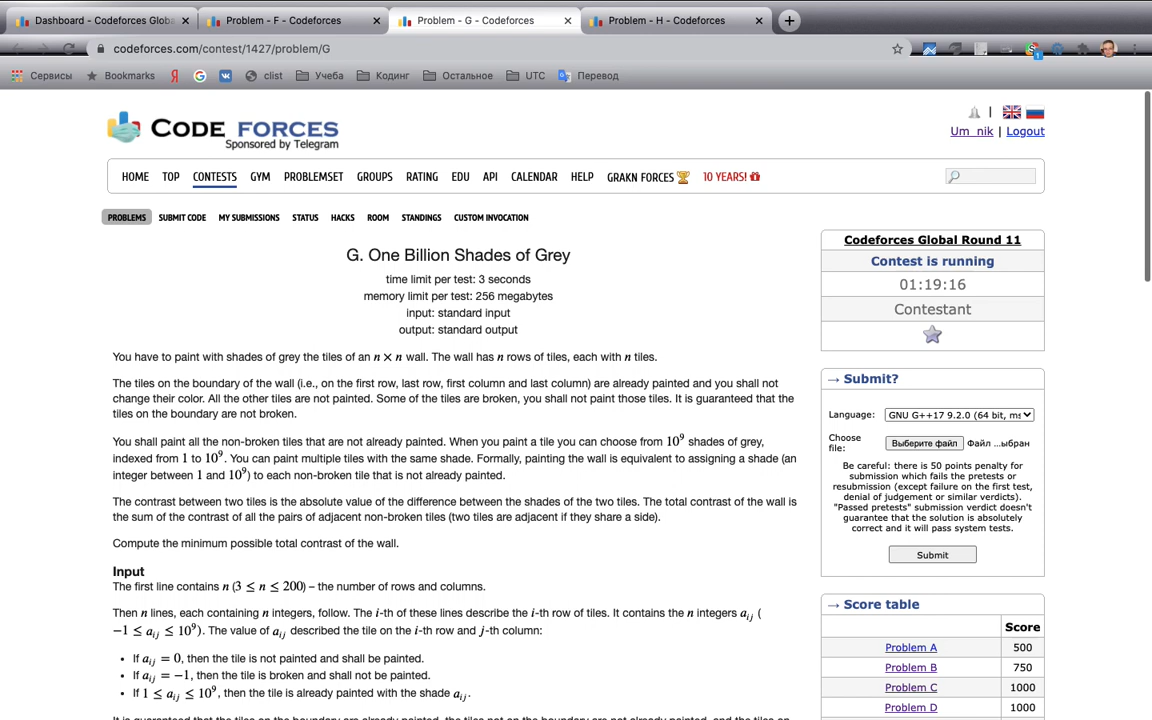 Dashboard - Codeforces Globa
Problem - F - Codeforces
Problem - G - Codeforces
Problem - H - Codeforces
codeforces.com/contest/1427/problem/G
Сервисы
Bookmarks
clist
Учеба
Кодинг
Остальное
UTC
Перевод
CODE FORCES
Sponsored by Telegram
Um_nik | Logout
HOME TOP CONTESTS GYM PROBLEMSET GROUPS RATING EDU API CALENDAR HELP GRAKN FORCES 10 YEARS!
PROBLEMS SUBMIT CODE MY SUBMISSIONS STATUS HACKS ROOM STANDINGS CUSTOM INVOCATION
G. One Billion Shades of Grey
time limit per test: 3 seconds
memory limit per test: 256 megabytes
input: standard input
output: standard output
You have to paint with shades of grey the tiles of an n × n wall. The wall has n rows of tiles, each with n tiles.
The tiles on the boundary of the wall (i.e., on the first row, last row, first column and last column) are already painted and you shall not
change their color. All the other tiles are not painted. Some of the tiles are broken, you shall not paint those tiles. It is guaranteed that the
tiles on the boundary are not broken.
You shall paint all the non-broken tiles that are not already painted. When you paint a tile you can choose from 10^9 shades of grey,
indexed from 1 to 10^9. You can paint multiple tiles with the same shade. Formally, painting the wall is equivalent to assigning a shade (an
integer between 1 and 10^9) to each non-broken tile that is not already painted.
The contrast between two tiles is the absolute value of the difference between the shades of the two tiles. The total contrast of the wall is
the sum of the contrast of all the pairs of adjacent non-broken tiles (two tiles are adjacent if they share a side).
Compute the minimum possible total contrast of the wall.
Input
The first line contains n (3 ≤ n ≤ 200) – the number of rows and columns.
Then n lines, each containing n integers, follow. The i-th of these lines describe the i-th row of tiles. It contains the n integers a_ij (
−1 ≤ a_ij ≤ 10^9). The value of a_ij described the tile on the i-th row and j-th column:
• If a_ij = 0, then the tile is not painted and shall be painted.
• If a_ij = −1, then the tile is broken and shall not be painted.
• If 1 ≤ a_ij ≤ 10^9, then the tile is already painted with the shade a_ij.
It is guaranteed that the tiles on the boundary are already painted, the tiles not on the boundary are not already painted, and the tiles on
Codeforces Global Round 11
Contest is running
01:19:16
Contestant
→ Submit?
Language: GNU G++17 9.2.0 (64 bit, ms
Choose
file:
Выберите файл Файл ...ыбран
Be careful: there is 50 points penalty for
submission which fails the pretests or
resubmission (except failure on the first test,
denial of judgement or similar verdicts).
"Passed pretests" submission verdict doesn't
guarantee that the solution is absolutely
correct and it will pass system tests.
Submit
→ Score table
Score
Problem A 500
Problem B 750
Problem C 1000
Problem D 1000